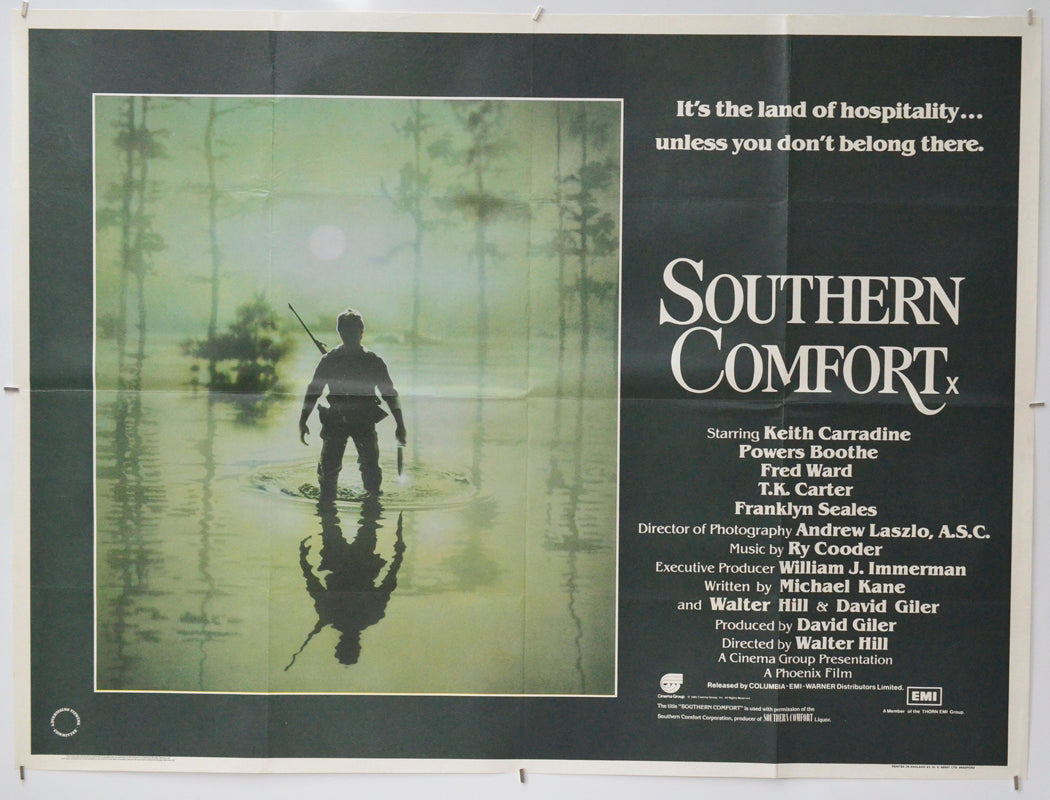 It's the land of hospitality...
unless you don't belong there.
SOUTHERN
COMFORT x
Starring Keith Carradine
Powers Boothe
Fred Ward
T.K. Carter
Franklyn Seales
Director of Photography Andrew Laszlo, A.S.C.
Music by Ry Cooder
Executive Producer William J. Immerman
Written by Michael Kane
and Walter Hill & David Giler
Produced by David Giler
Directed by Walter Hill
A Cinema Group Presentation
A Phoenix Film
Released by COLUMBIA-EMI-WARNER Distributors Limited.
Cinema Group
EMI
A Member of the THORN EMI Group.
The title "SOUTHERN COMFORT" is used with permission of the
Southern Comfort Corporation, producer of SOUTHERN COMFORT Liquor.